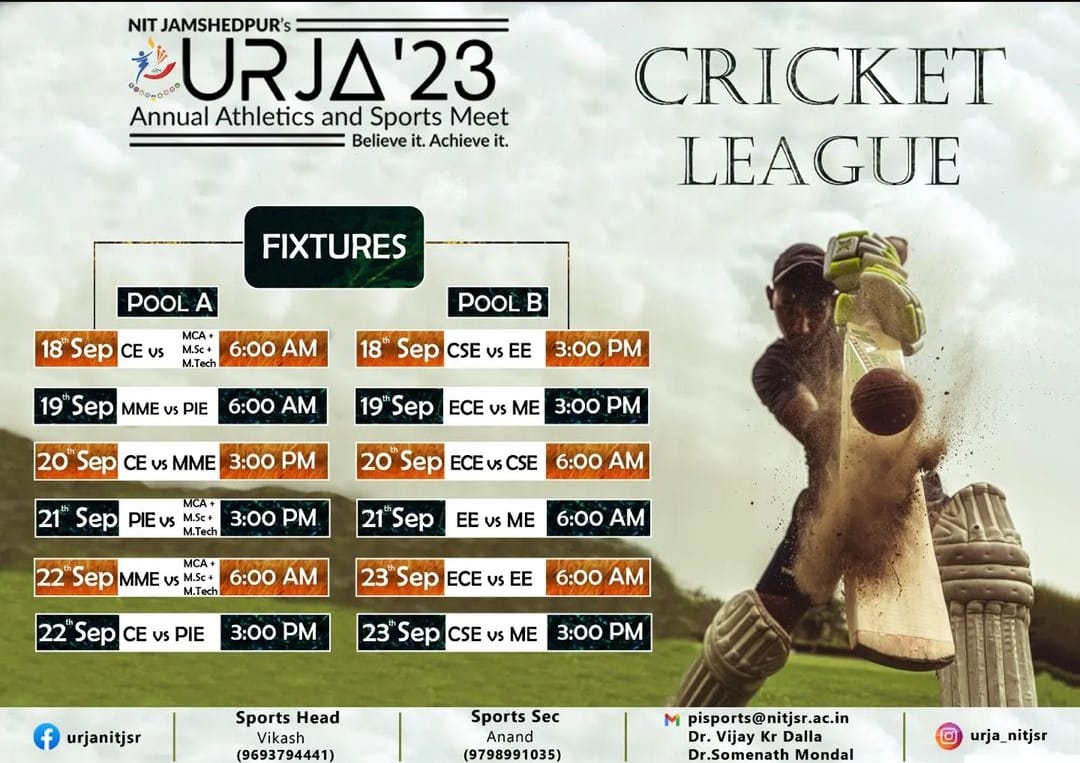 NIT JAMSHEDPUR's
URJA'23
Annual Athletics and Sports Meet
Believe it. Achieve it.
CRICKET
LEAGUE
FIXTURES
POOL A
18th Sep CE vs MCA + M.Sc + M.Tech 6:00 AM
19th Sep MME vs PIE 6:00 AM
20th Sep CE vs MME 3:00 PM
21th Sep PIE vs MCA + M.Sc + M.Tech 3:00 PM
22th Sep MME vs MCA + M.Sc + M.Tech 6:00 AM
22th Sep CE vs PIE 3:00 PM
POOL B
18th Sep CSE vs EE 3:00 PM
19th Sep ECE vs ME 3:00 PM
20th Sep ECE vs CSE 6:00 AM
21th Sep EE vs ME 6:00 AM
23th Sep ECE vs EE 6:00 AM
23th Sep CSE vs ME 3:00 PM
urjanitjsr
Sports Head
Vikash
(9693794441)
Sports Sec
Anand
(9798991035)
pisports@nitjsr.ac.in
Dr. Vijay Kr Dalla
Dr.Somenath Mondal
urja_nitjsr